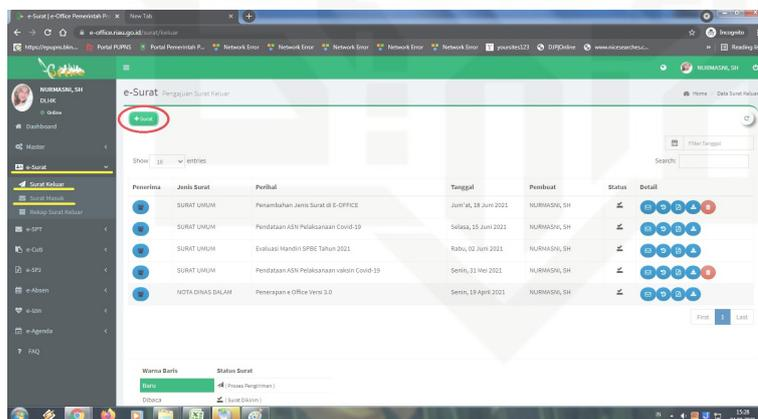 e-Surat | e-Office Pemerintah Pro
New Tab
e-office.riau.go.id/surat/keluar
Incognito
https://epupns.bkn...
Portal PUPNS
Portal Pemerintah P...
Network Error
Network Error
Network Error
Network Error
Network Error
yoursites123
DJPJOnline
www.nicesearches.c...
»
Reading li
NURMASNI, SH
NURMASNI, SH
DLHK
Online
e-Surat Pengajuan Surat Keluar
Home
Data Surat Keluar
+ Surat
Dashboard
Master
e-Surat
Surat Keluar
Surat Masuk
Rekap Surat Keluar
e-SPT
e-Cuti
e-Absen
e-Izin
e-Agenda
? FAQ
Filter Tanggal
Show 10 entries
Search:
Penerima Jenis Surat Perihal Tanggal Pembuat Status Detail
SURAT UMUM Penambahan Jenis Surat di E-OFFICE Jum'at, 18 Juni 2021 NURMASNI, SH
SURAT UMUM Pendataan ASN Pelaksanaan Covid-19 Selasa, 15 Juni 2021 NURMASNI, SH
SURAT UMUM Evaluasi Mandiri SPBE Tahun 2021 Rabu, 02 Juni 2021 NURMASNI, SH
SURAT UMUM Pendataan ASN Pelaksanaan vaksin Covid-19 Senin, 31 Mei 2021 NURMASNI, SH
NOTA DINAS DALAM Penerapan e Office Versi 3.0 Senin, 19 April 2021 NURMASNI, SH
First 1 Last
Warna Baris Status Surat
Baru ( Proses Pengiriman )
Dibaca ( Surat Dikirim )
15:28